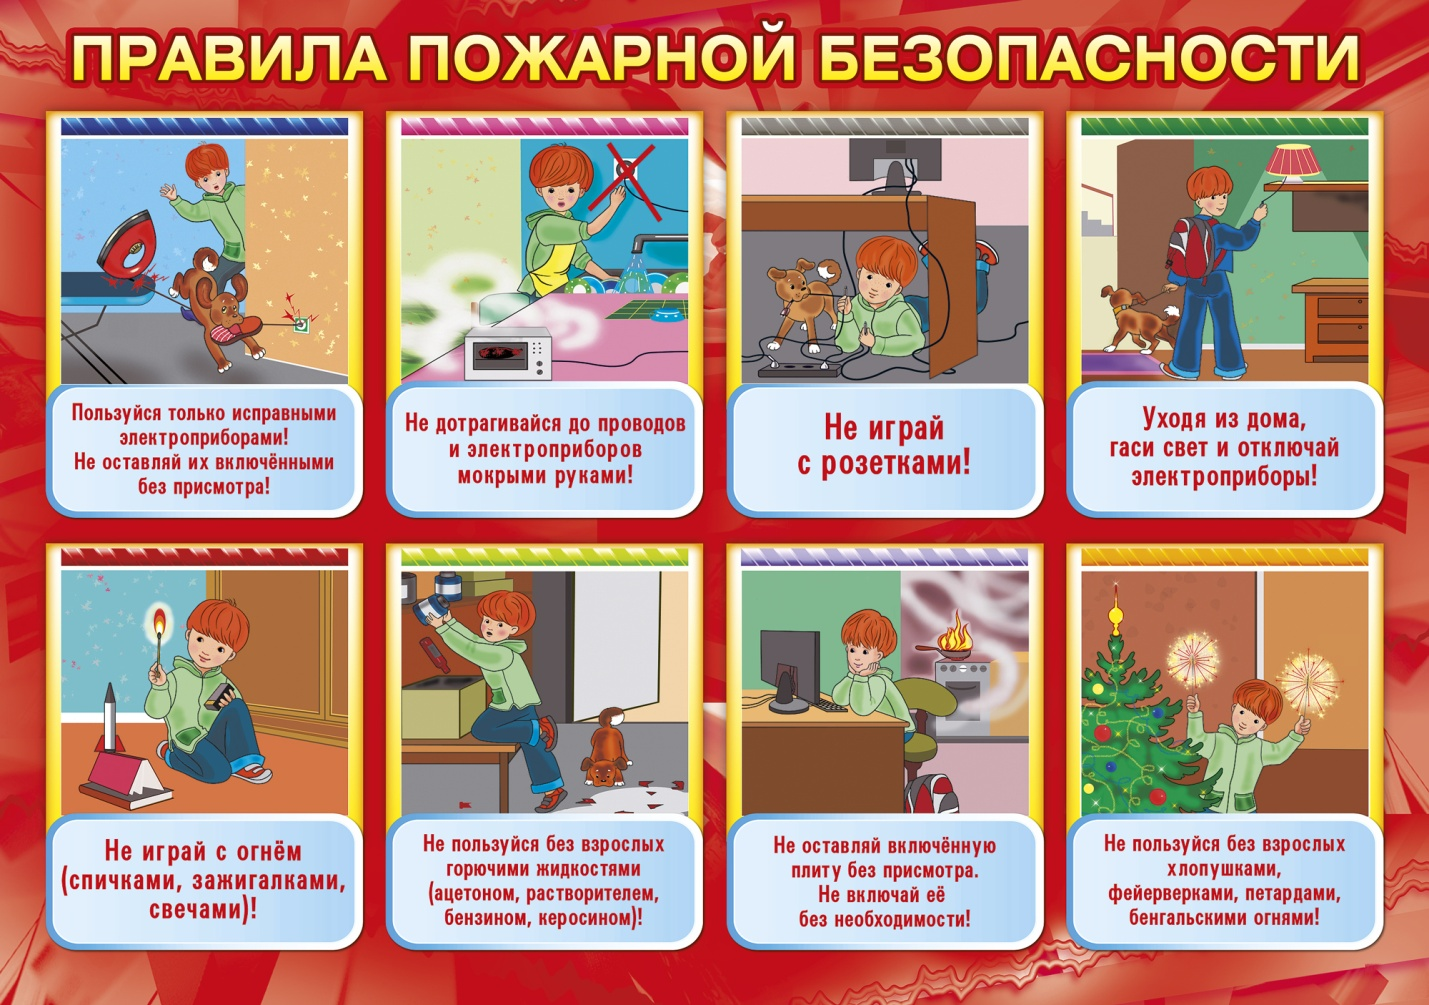 ПРАВИЛА ПОЖАРНОЙ БЕЗОПАСНОСТИ
Пользуйся только исправными
электроприборами!
Не оставляй их включёнными
без присмотра!
Не дотрагивайся до проводов
и электроприборов
мокрыми руками!
Не играй
с розетками!
Уходя из дома,
гаси свет и отключай
электроприборы!
Не играй с огнём
(спичками, зажигалками,
свечами)!
Не пользуйся без взрослых
горючими жидкостями
(ацетоном, растворителем,
бензином, керосином)!
Не оставляй включённую
плиту без присмотра.
Не включай её
без необходимости!
Не пользуйся без взрослых
хлопушками,
фейерверками, петардами,
бенгальскими огнями!